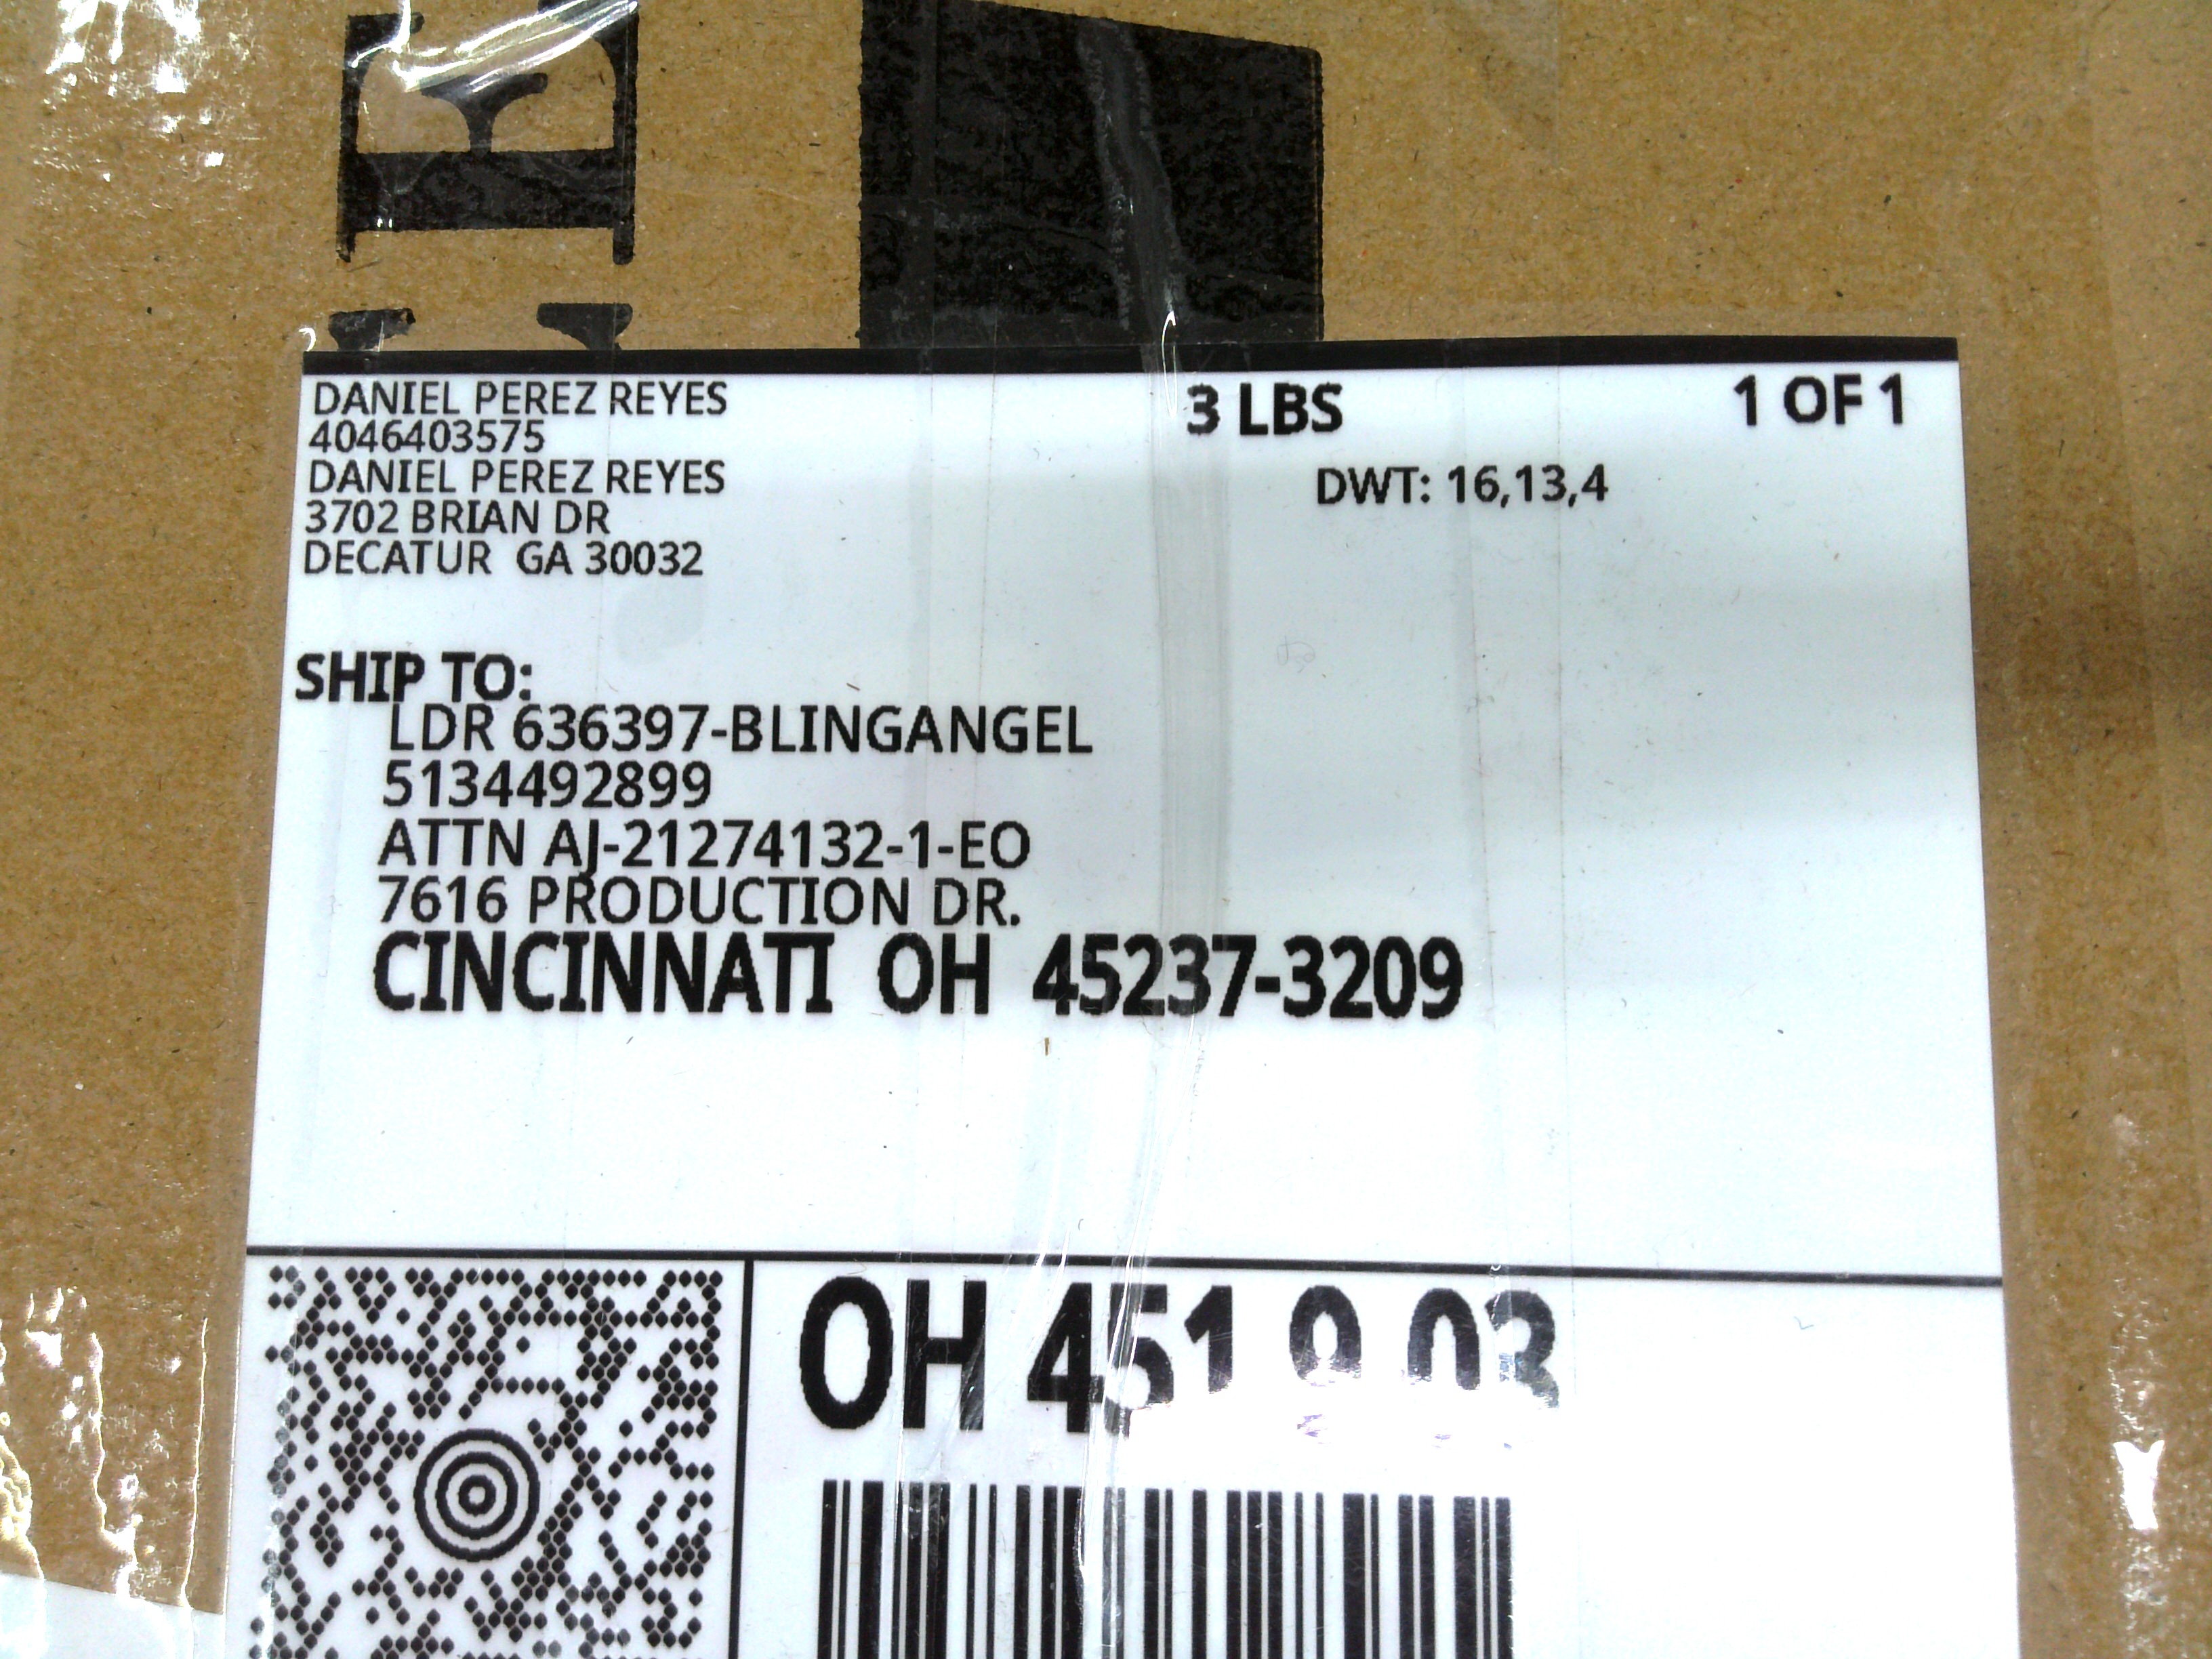 DANIEL PEREZ REYES
4046403575
DANIEL PEREZ REYES
3702 BRIAN DR
DECATUR GA 30032
3 LBS
1 OF 1
DWT: 16,13,4
SHIP TO:
LDR 636397-BLINGANGEL
5134492899
ATTN AJ-21274132-1-EO
7616 PRODUCTION DR.
CINCINNATI OH 45237-3209
OH 451